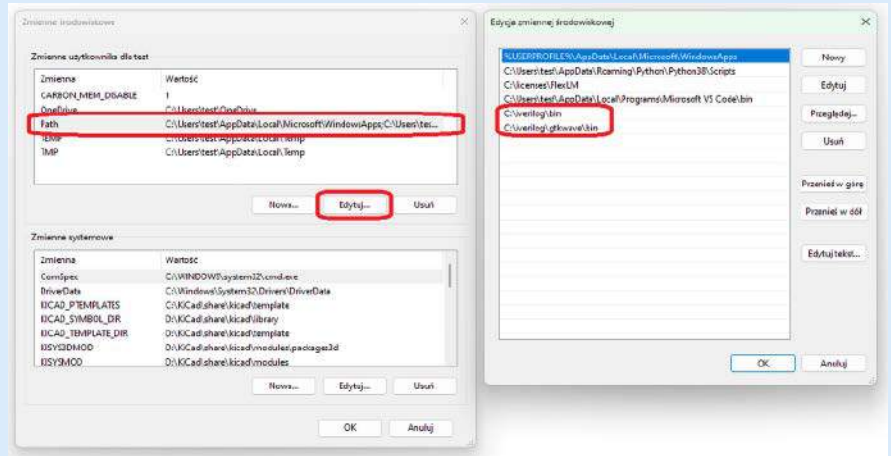 Zmienne środowiskowe
Zmienne użytkownika dla test
Zmienna Wartość
CARBON_MEM_DISABLE 1
OneDrive C:\Users\test\OneDrive
Path C:\Users\test\AppData\Local\Microsoft\WindowsApps;C:\Users\tes...
TEMP C:\Users\test\AppData\Local\Temp
TMP C:\Users\test\AppData\Local\Temp
Nowa... Edytuj... Usuń
Zmienne systemowe
Zmienna Wartość
ComSpec C:\WINDOWS\system32\cmd.exe
DriverData C:\Windows\System32\Drivers\DriverData
D:\KiCad\share\kicad\template
D:\KiCad\share\kicad\library
D:\KiCad\share\kicad\template
D:\KiCad\share\kicad\modules\packages3d
D:\KiCad\share\kicad\modules
Nowa... Edytuj... Usuń
OK Anuluj
Edycja zmiennej środowiskowej
%USERPROFILE%\AppData\Local\Microsoft\WindowsApps
C:\Users\test\AppData\Roaming\Python\Python38\Scripts
C:\licenses\FlexLM
C:\Users\test\AppData\Local\Programs\Microsoft VS Code\bin
C:\iverilog\bin
C:\iverilog\gtkwave\bin
Nowy
Edytuj
Przeglądaj...
Usuń
Przenieś w górę
Przenieś w dół
Edytuj tekst...
OK Anuluj